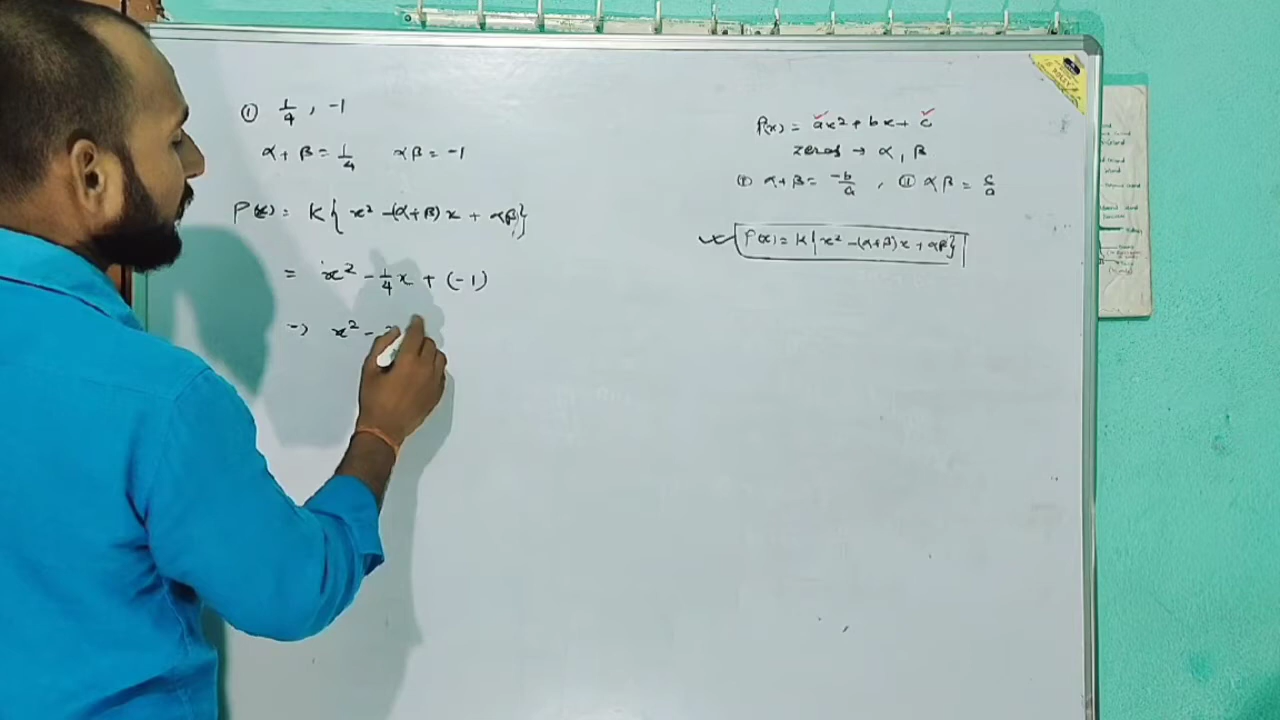 ① 1/4 , -1
α + β = 1/4 αβ = -1
P(x) = K{x² -(α+β)x + αβ}
= x² - 1/4 x + (-1)
⇒ x² -
P(x) = ax² + bx + c
zeros → α, β
① α+β = -b/a , ⑪ αβ = c/a
P(x) = K{x² -(α+β)x + αβ}